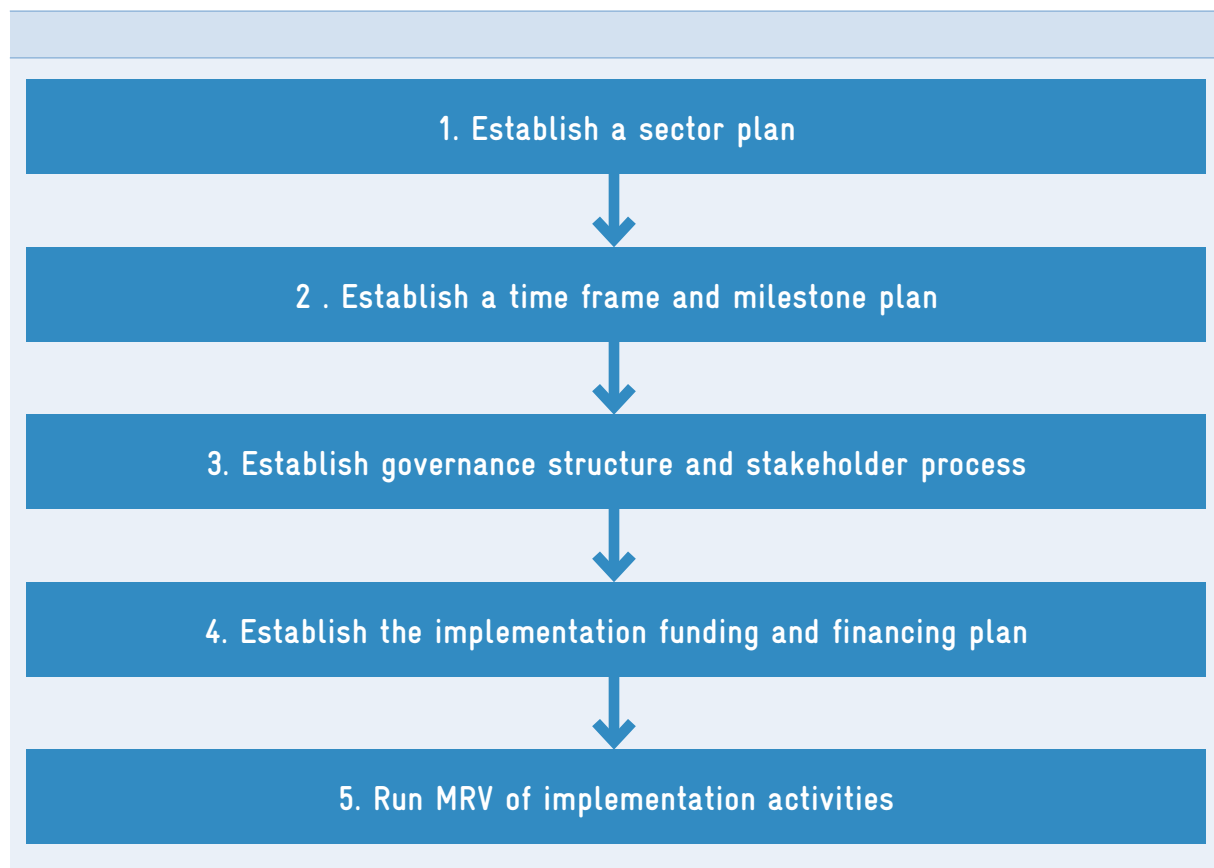 1. Establish a sector plan
2 . Establish a time frame and milestone plan
3. Establish governance structure and stakeholder process
4. Establish the implementation funding and financing plan
5. Run MRV of implementation activities